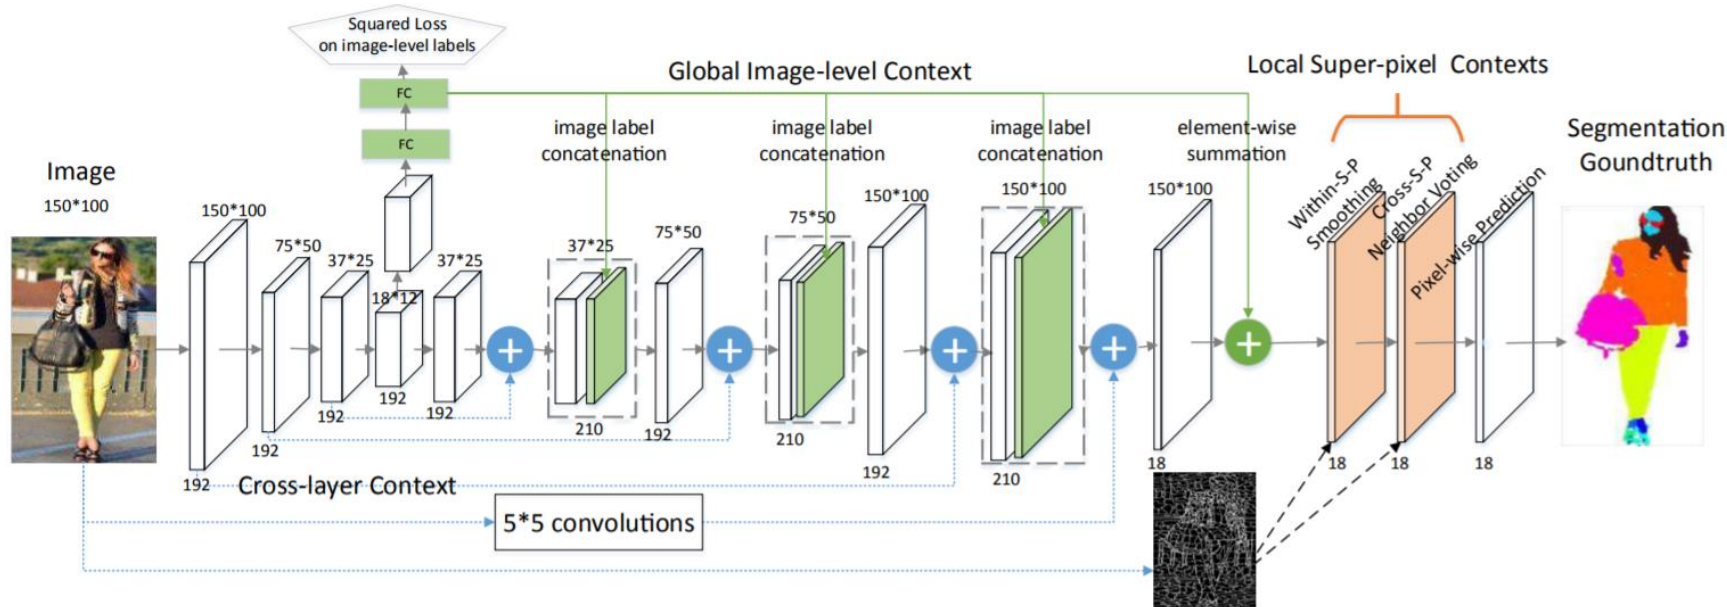 Squared Loss
on image-level labels
FC
FC
Global Image-level Context
Local Super-pixel Contexts
image label
concatenation
image label
concatenation
image label
concatenation
element-wise
summation
Segmentation
Goundtruth
Image
150*100
150*100
75*50
37*25
18*12
37*25
37*25
75*50
75*50
150*100
150*100
150*100
Within-S-P
Smoothing
Cross-S-P
Neighbor Voting
Pixel-wise Prediction
192
192
192
192
192
210
192
210
192
210
18
18
18
18
Cross-layer Context
5*5 convolutions